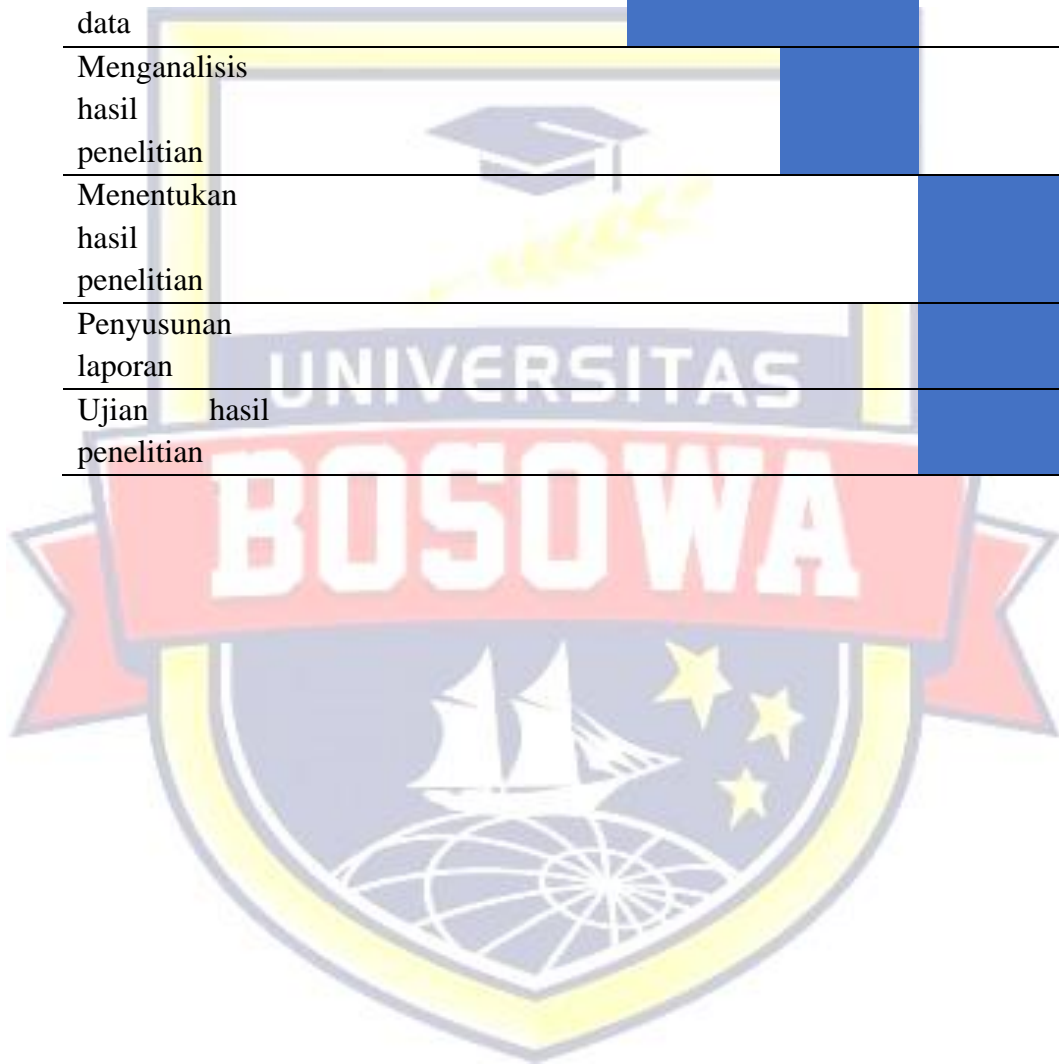 data
Menganalisis
hasil
penelitian
Menentukan
hasil
penelitian
Penyusunan
laporan
Ujian hasil
penelitian
UNIVERSITAS
BOSOWA